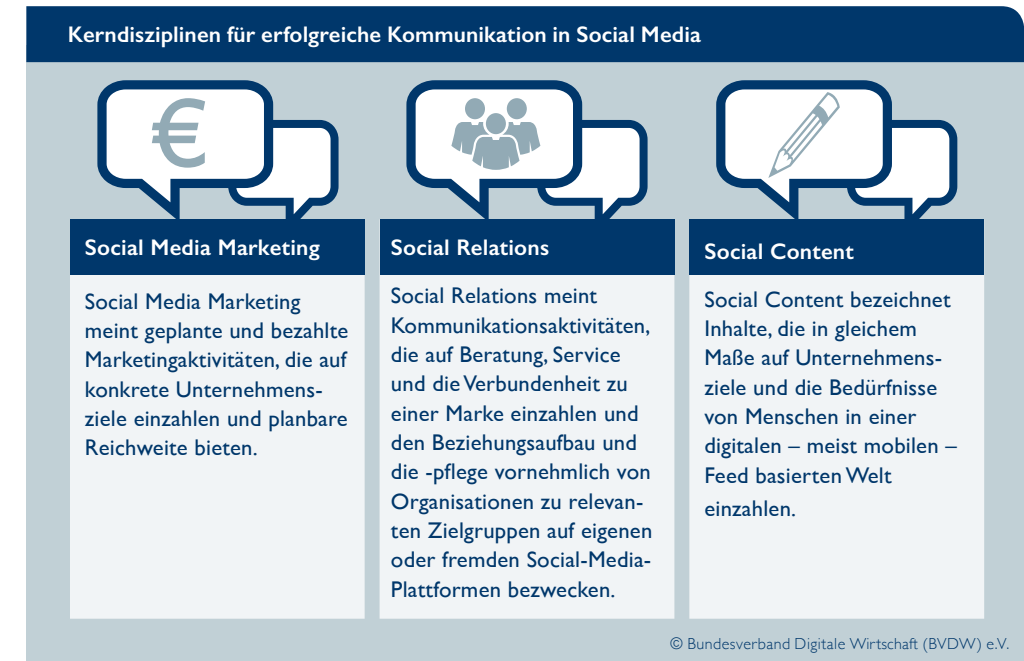 Kerndisziplinen für erfolgreiche Kommunikation in Social Media
€
Social Media Marketing
Social Media Marketing
meint geplante und bezahlte
Marketingaktivitäten, die auf
konkrete Unternehmens-
ziele einzahlen und planbare
Reichweite bieten.
Social Relations
Social Relations meint
Kommunikationsaktivitäten,
die auf Beratung, Service
und die Verbundenheit zu
einer Marke einzahlen und
den Beziehungsaufbau und
die -pflege vornehmlich von
Organisationen zu relevan-
ten Zielgruppen auf eigenen
oder fremden Social-Media-
Plattformen bezwecken.
Social Content
Social Content bezeichnet
Inhalte, die in gleichem
Maße auf Unternehmens-
ziele und die Bedürfnisse
von Menschen in einer
digitalen – meist mobilen –
Feed basierten Welt
einzahlen.
© Bundesverband Digitale Wirtschaft (BVDW) e.V.